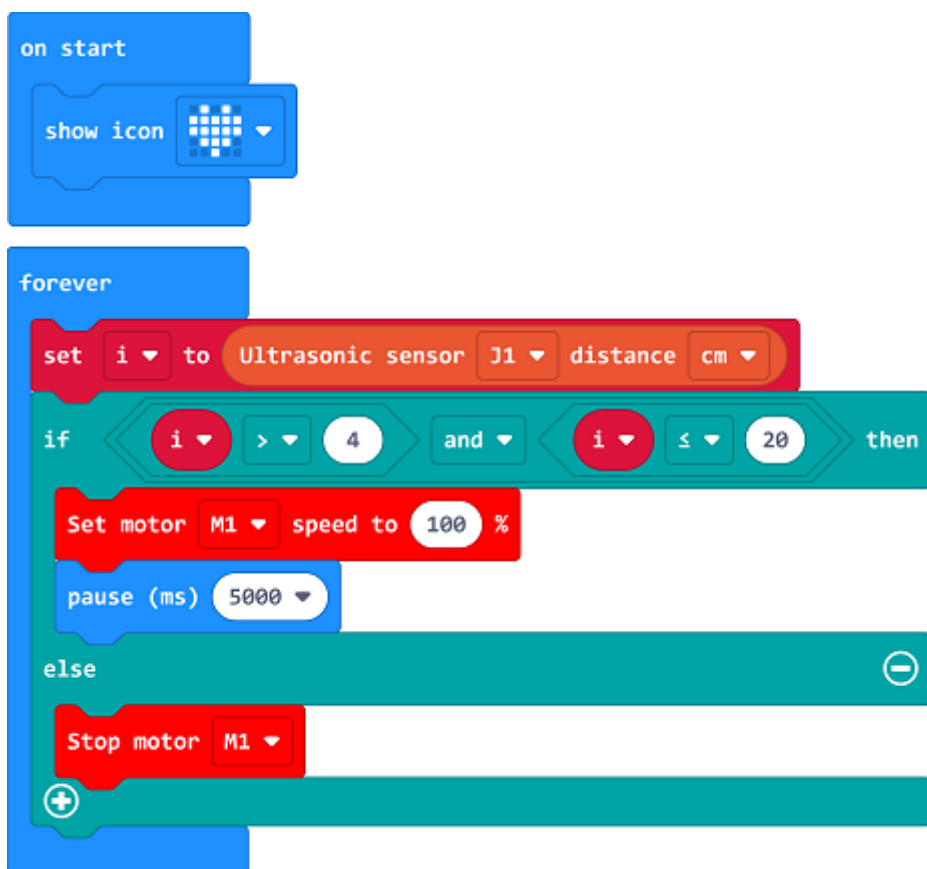 on start
show icon
forever
set i to Ultrasonic sensor J1 distance cm
if i > 4 and i ≤ 20 then
Set motor M1 speed to 100 %
pause (ms) 5000
else
Stop motor M1